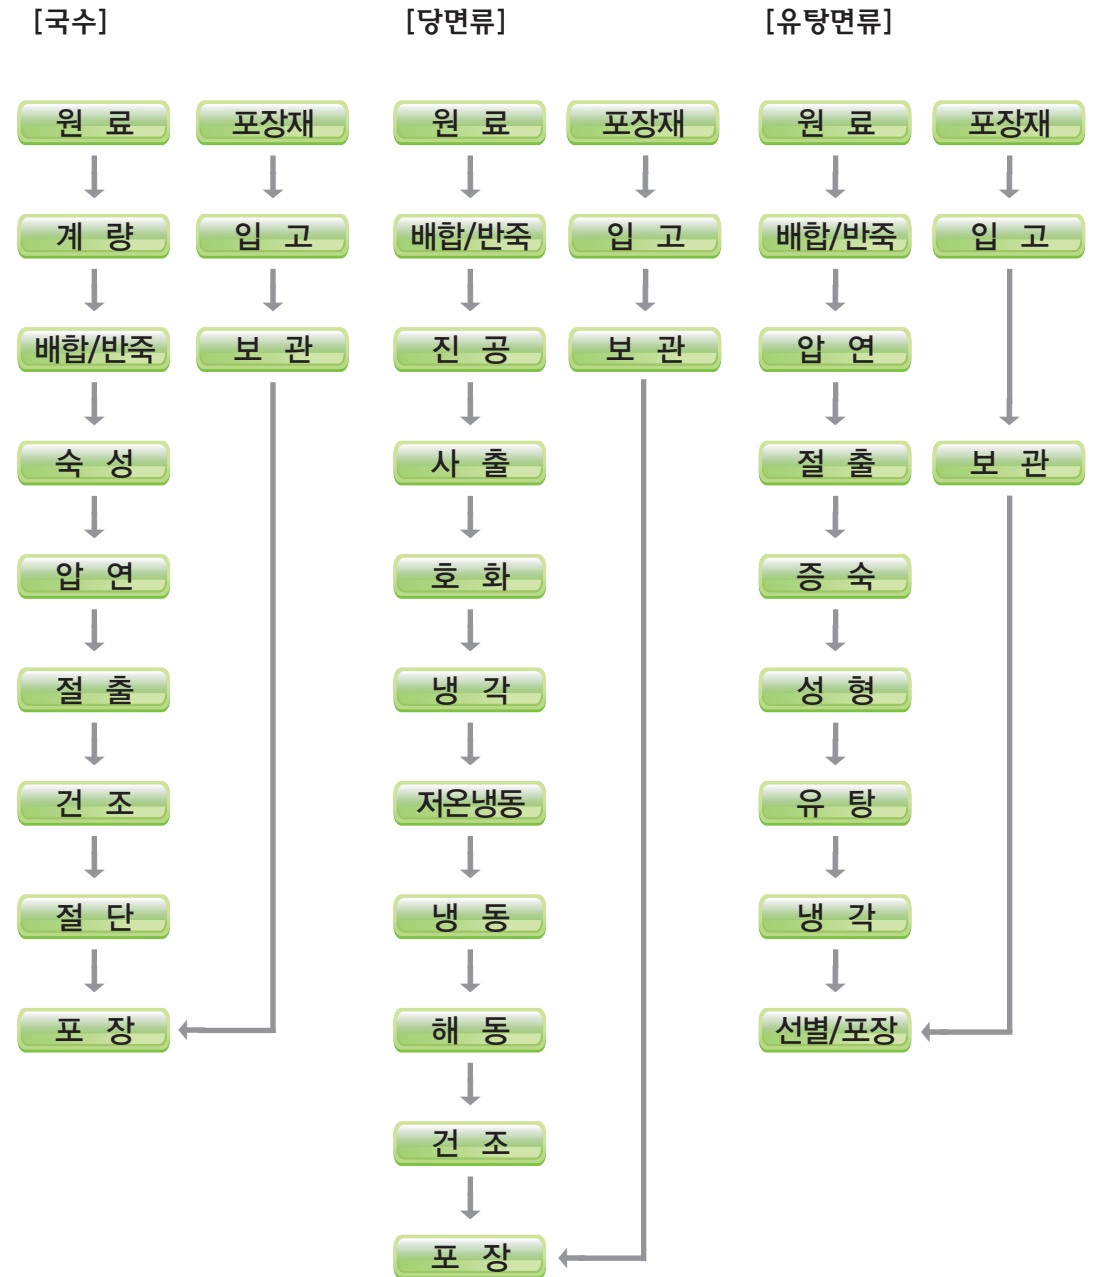 [국수]
원 료
계 량
배합/반죽
숙 성
압 연
절 출
건 조
절 단
포 장
포장재
입 고
보 관
[당면류]
원 료
배합/반죽
진 공
사 출
호 화
냉 각
저온냉동
냉 동
해 동
건 조
포 장
포장재
입 고
보 관
[유탕면류]
원 료
배합/반죽
압 연
절 출
증 숙
성 형
유 탕
냉 각
선별/포장
포장재
입 고
보 관